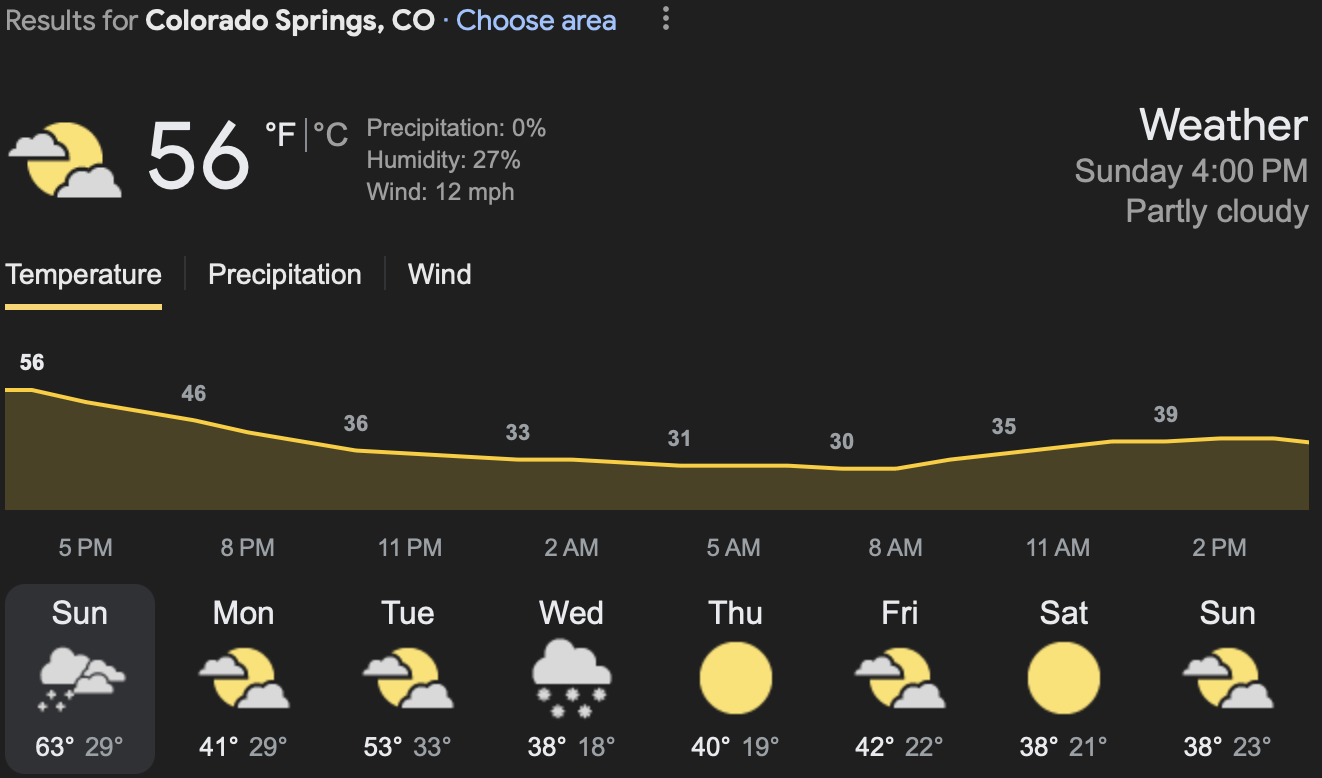 Results for Colorado Springs, CO · Choose area
56 °F | °C
Precipitation: 0%
Humidity: 27%
Wind: 12 mph
Weather
Sunday 4:00 PM
Partly cloudy
Temperature
Precipitation
Wind
56 46 36 33 31 30 35 39
5 PM 8 PM 11 PM 2 AM 5 AM 8 AM 11 AM 2 PM
Sun Mon Tue Wed Thu Fri Sat Sun
63° 29° 41° 29° 53° 33° 38° 18° 40° 19° 42° 22° 38° 21° 38° 23°